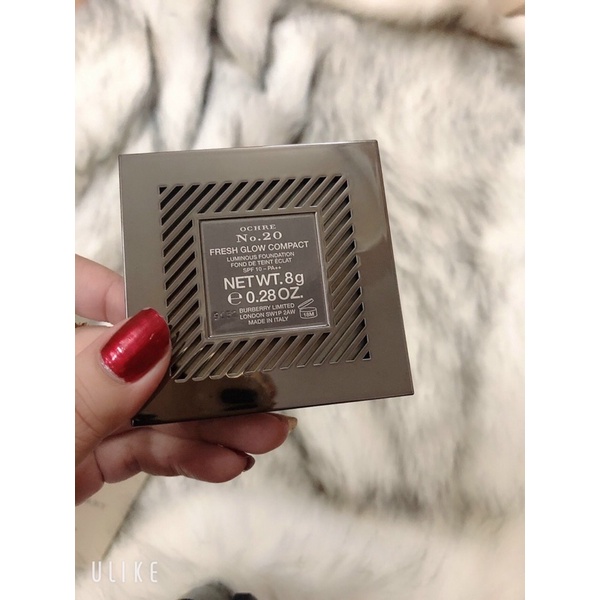 OCHRE
No.20
FRESH GLOW COMPACT
LUMINOUS FOUNDATION
FOND DE TEINT ÉCLAT
SPF 10 - PA++
NET WT. 8g
℮ 0.28 OZ.
BURBERRY LIMITED
LONDON SW1P 2AW
MADE IN ITALY
18M
ULIKE